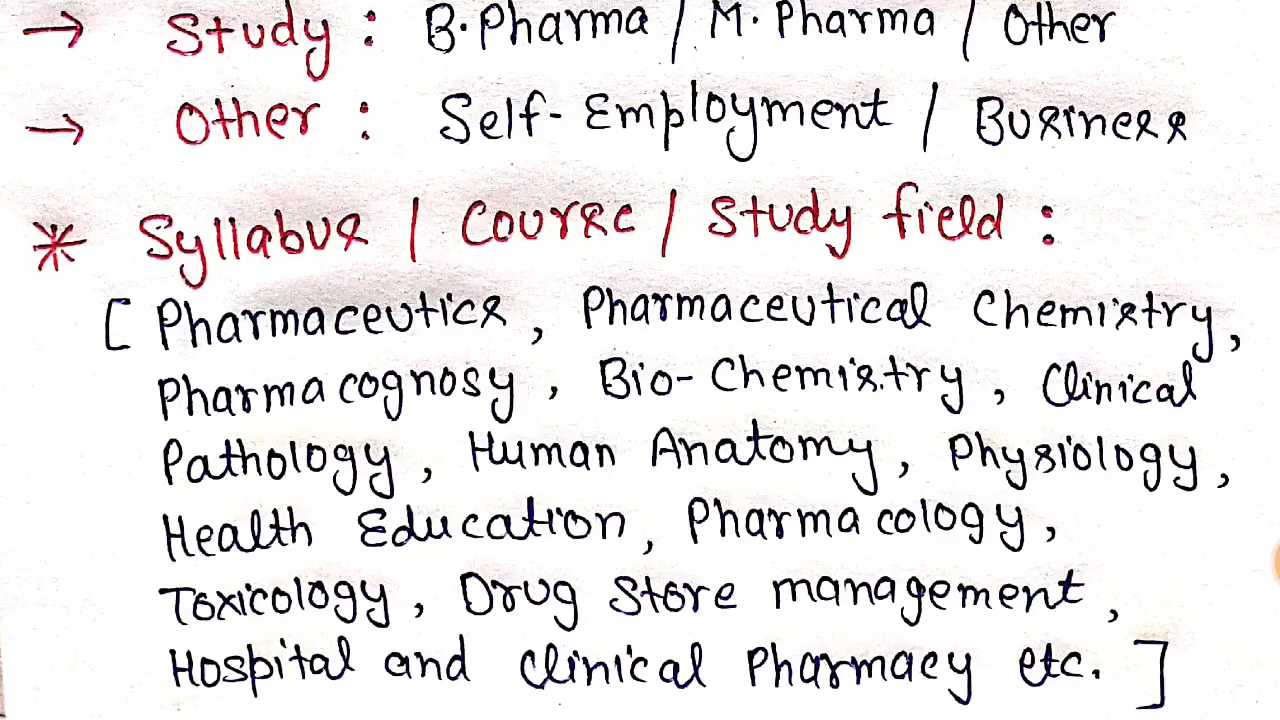 → Study : B.Pharma / M. Pharma / Other
→ Other : Self-Employment / Business
* Syllabus / Course / Study field :
[ Pharmaceutics, Pharmaceutical Chemistry,
Pharmacognosy, Bio-Chemistry, Clinical
Pathology, Human Anatomy, Physiology,
Health Education, Pharmacology,
Toxicology, Drug Store management,
Hospital and Clinical Pharmacy etc. ]